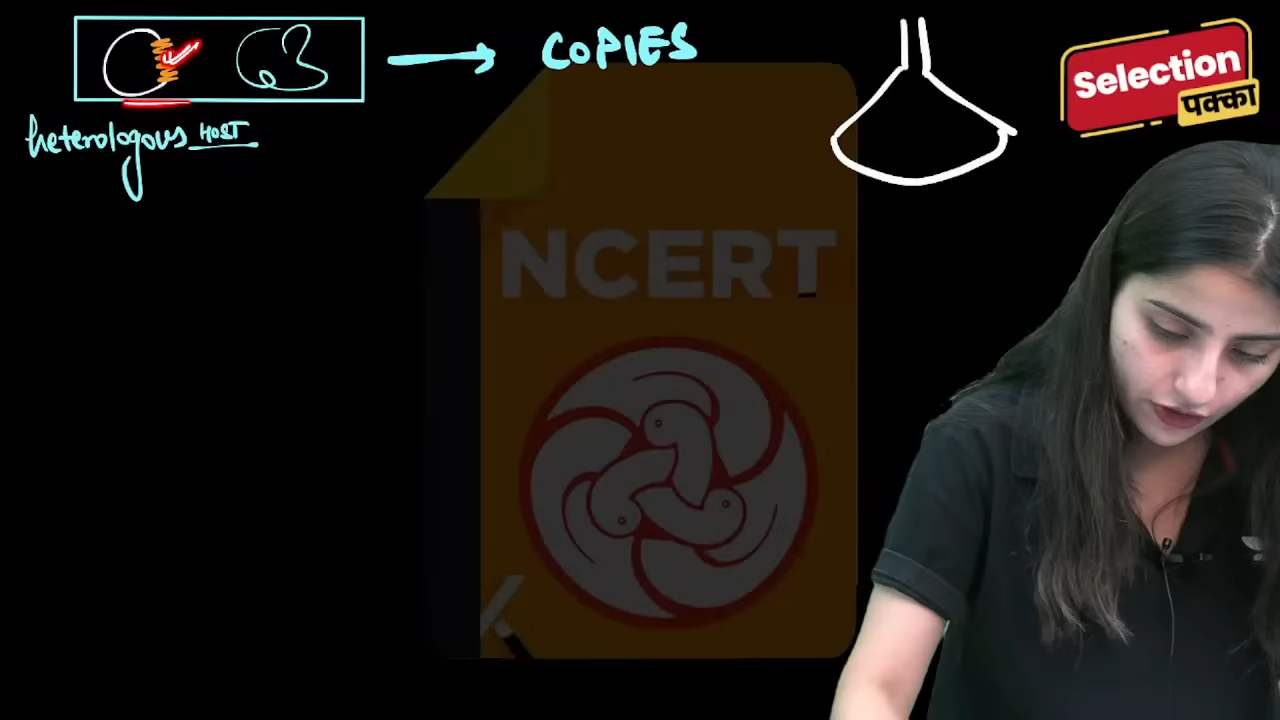 COPIES
Selection
पक्का
heterologous HOST
NCERT